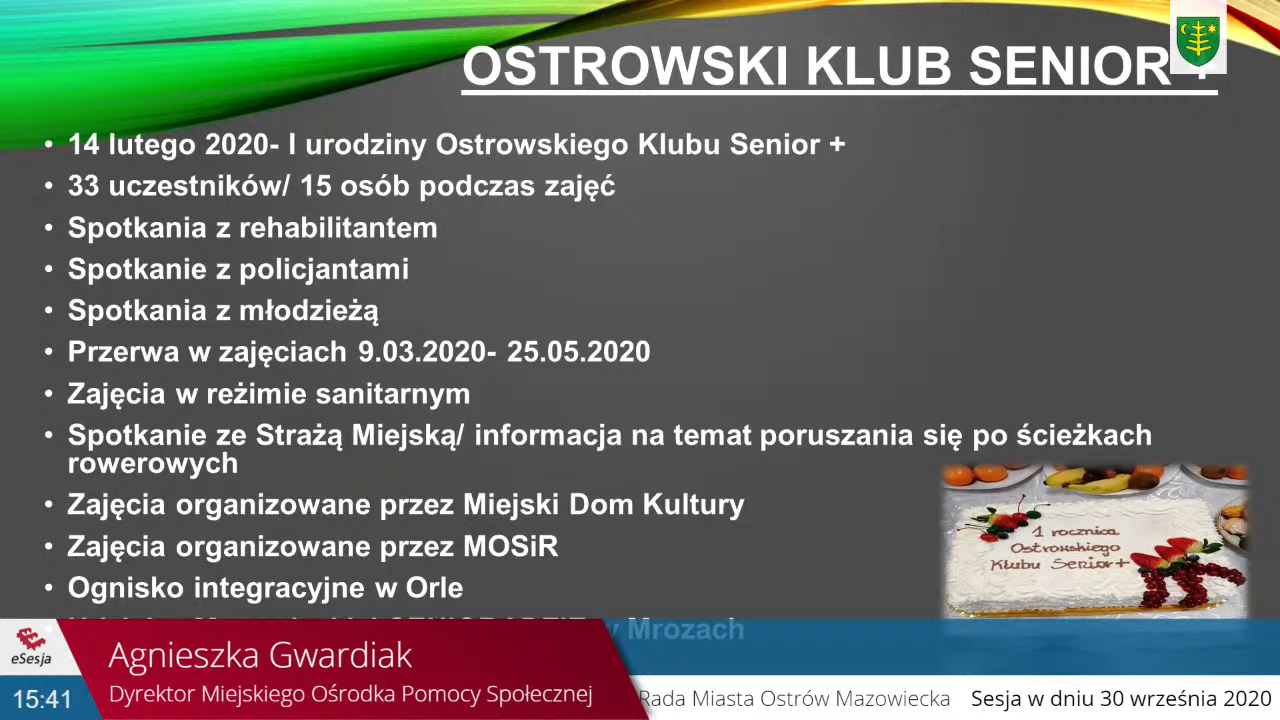 OSTROWSKI KLUB SENIOR +
• 14 lutego 2020- I urodziny Ostrowskiego Klubu Senior +
• 33 uczestników/ 15 osób podczas zajęć
• Spotkania z rehabilitantem
• Spotkanie z policjantami
• Spotkania z młodzieżą
• Przerwa w zajęciach 9.03.2020- 25.05.2020
• Zajęcia w reżimie sanitarnym
• Spotkanie ze Strażą Miejską/ informacja na temat poruszania się po ścieżkach
rowerowych
• Zajęcia organizowane przez Miejski Dom Kultury
• Zajęcia organizowane przez MOSiR
• Ognisko integracyjne w Orle
w Mrozach
1 rocznica
Ostrowskiego
Klubu Senior+
eSesja
15:41
Agnieszka Gwardiak
Dyrektor Miejskiego Ośrodka Pomocy Społecznej
Rada Miasta Ostrów Mazowiecka
Sesja w dniu 30 września 2020